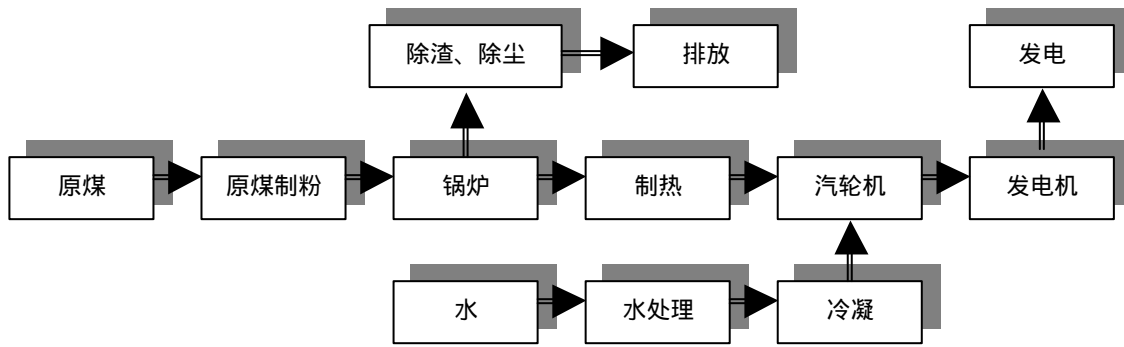 除渣、除尘
排放
发电
原煤
原煤制粉
锅炉
制热
汽轮机
发电机
水
水处理
冷凝